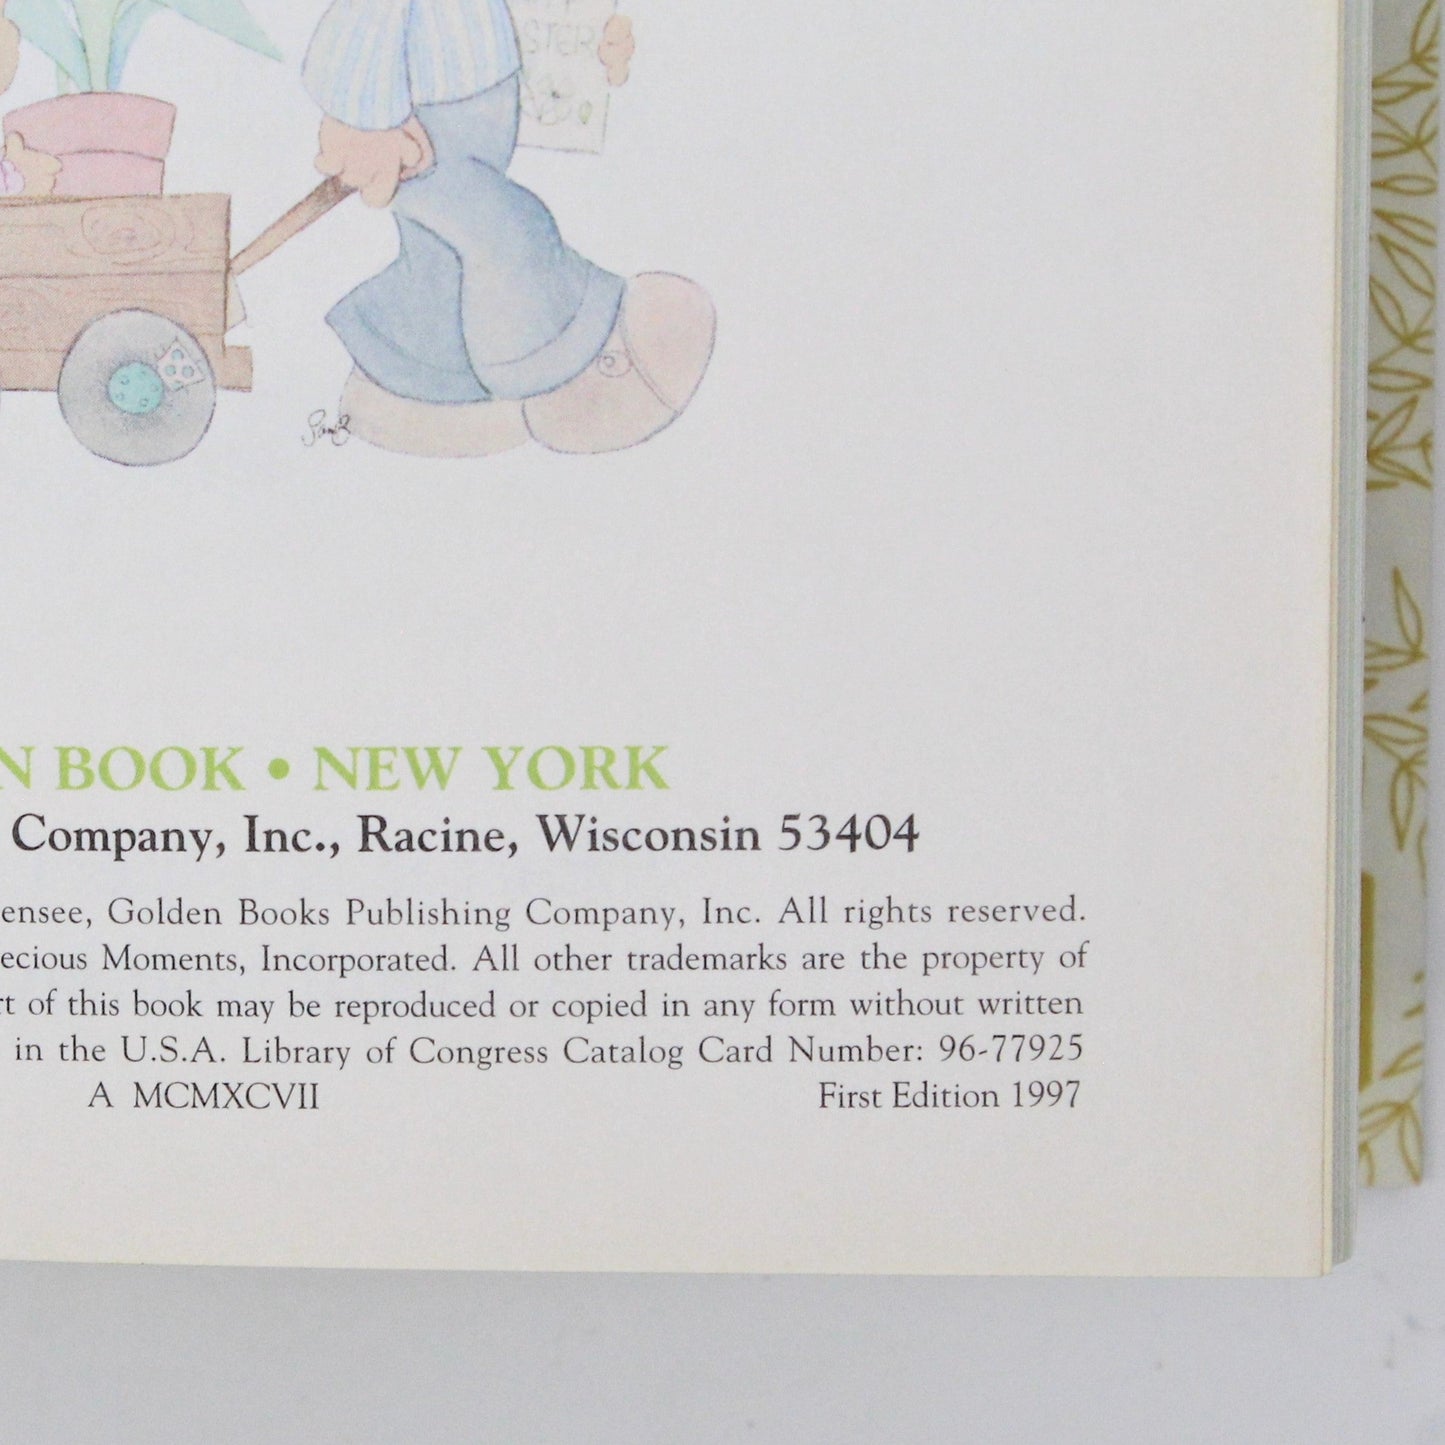 STER
N BOOK • NEW YORK
Company, Inc., Racine, Wisconsin 53404
ensee, Golden Books Publishing Company, Inc. All rights reserved.
ecious Moments, Incorporated. All other trademarks are the property of
rt of this book may be reproduced or copied in any form without written
in the U.S.A. Library of Congress Catalog Card Number: 96-77925
A MCMXCVII First Edition 1997